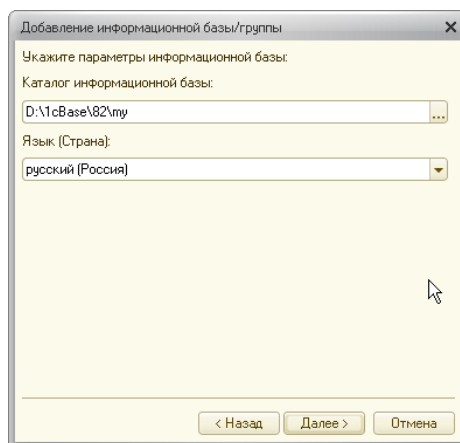 Добавление информационной базы/группы
Укажите параметры информационной базы:
Каталог информационной базы:
D:\1cBase\82\my
...
Язык (Страна):
русский (Россия)
< Назад
Далее >
Отмена